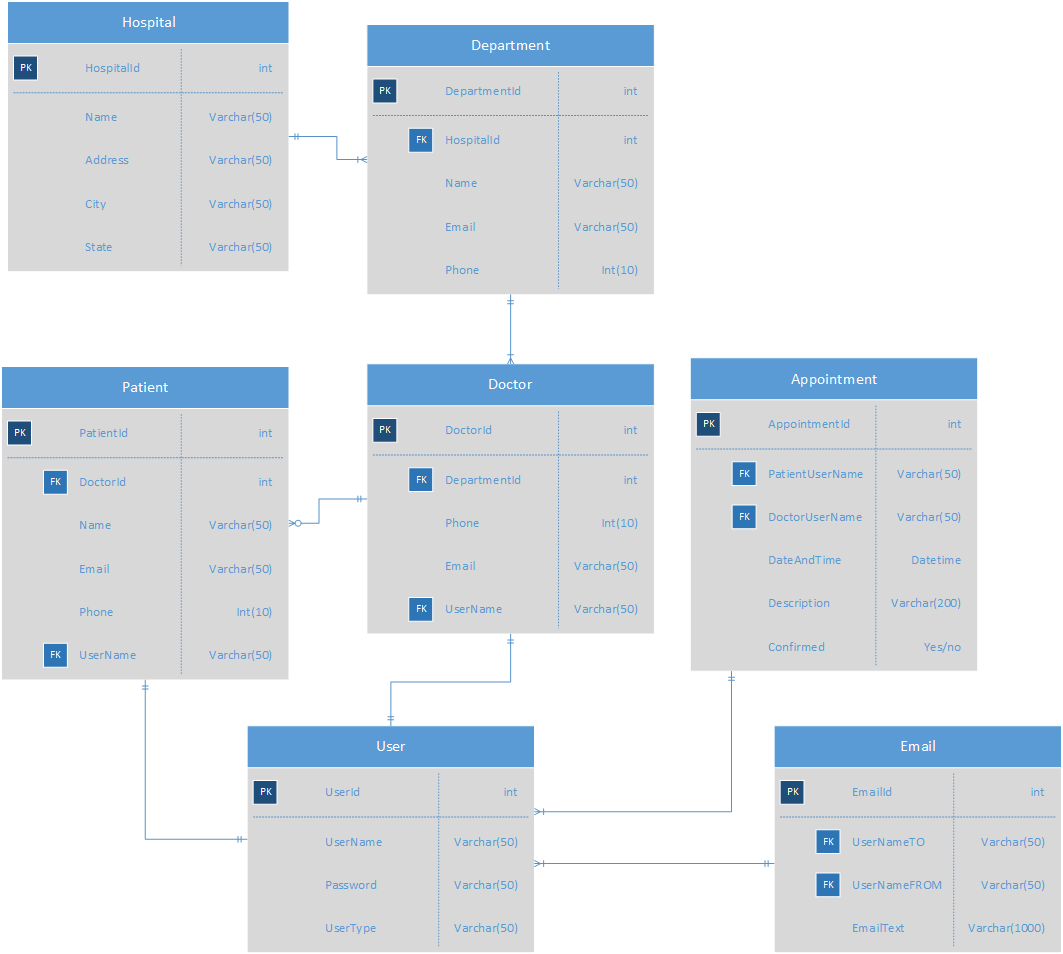 Hospital
PK HospitalId int
Name Varchar(50)
Address Varchar(50)
City Varchar(50)
State Varchar(50)
Department
PK DepartmentId int
FK HospitalId int
Name Varchar(50)
Email Varchar(50)
Phone Int(10)
Patient
PK PatientId int
FK DoctorId int
Name Varchar(50)
Email Varchar(50)
Phone Int(10)
FK UserName Varchar(50)
Doctor
PK DoctorId int
FK DepartmentId int
Phone Int(10)
Email Varchar(50)
FK UserName Varchar(50)
Appointment
PK AppointmentId int
FK PatientUserName Varchar(50)
FK DoctorUserName Varchar(50)
DateAndTime Datetime
Description Varchar(200)
Confirmed Yes/no
User
PK UserId int
UserName Varchar(50)
Password Varchar(50)
UserType Varchar(50)
Email
PK EmailId int
FK UserNameTO Varchar(50)
FK UserNameFROM Varchar(50)
EmailText Varchar(1000)